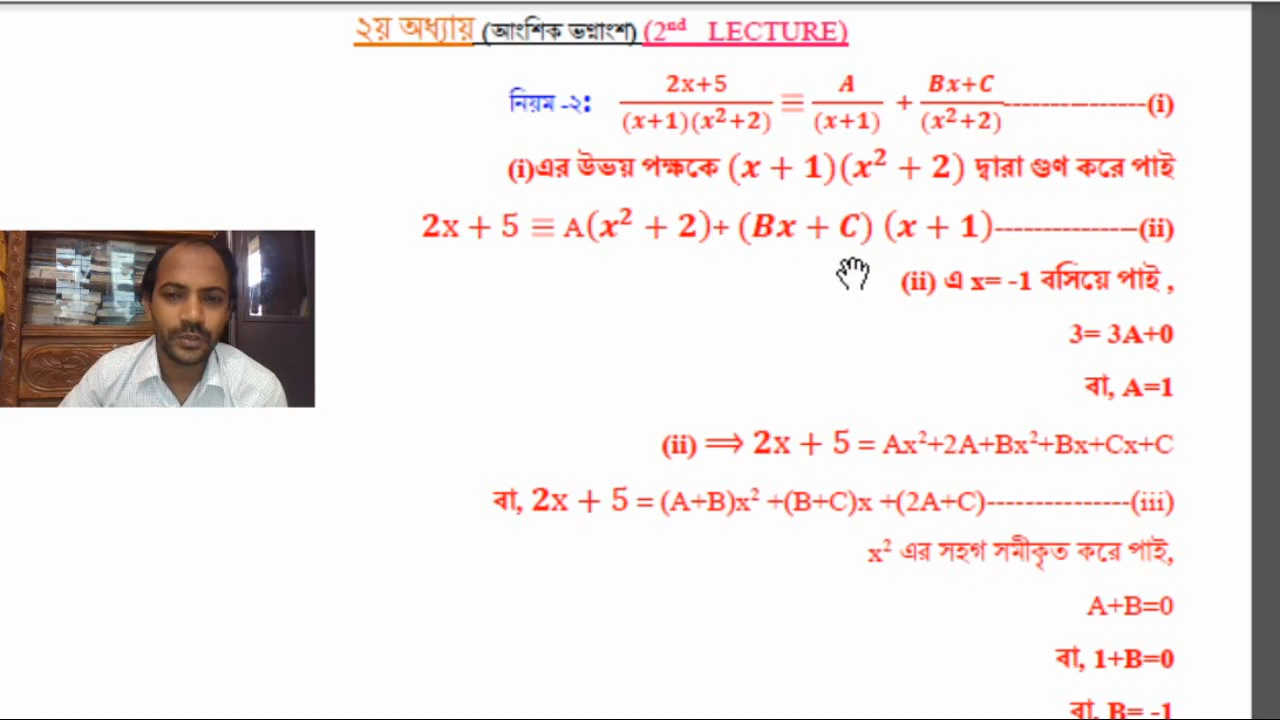 ২য় অধ্যায় (আংশিক ভগ্নাংশ) (2nd LECTURE)
নিয়ম -২: 2x+5/(x+1)(x²+2) ≡ A/(x+1) + Bx+C/(x²+2)----------------(i)
(i)এর উভয় পক্ষকে (x + 1)(x² + 2) দ্বারা গুণ করে পাই
2x + 5 ≡ A(x² + 2)+ (Bx + C) (x + 1)---------------(ii)
(ii) এ x= -1 বসিয়ে পাই ,
3= 3A+0
বা, A=1
(ii) ⟹ 2x + 5 = Ax²+2A+Bx²+Bx+Cx+C
বা, 2x + 5 = (A+B)x² +(B+C)x +(2A+C)---------------(iii)
x² এর সহগ সমীকৃত করে পাই,
A+B=0
বা, 1+B=0
বা, B= -1